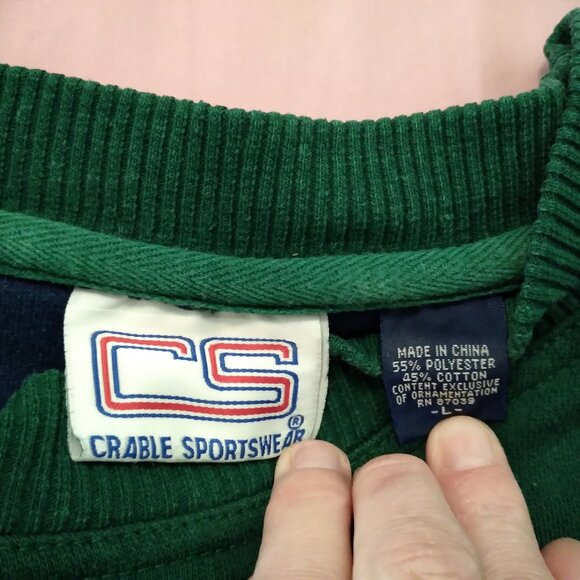 CS
CRABLE SPORTSWEAR®
MADE IN CHINA
55% POLYESTER
45% COTTON
CONTENT EXCLUSIVE
OF ORNAMENTATION
RN 87039
-L-